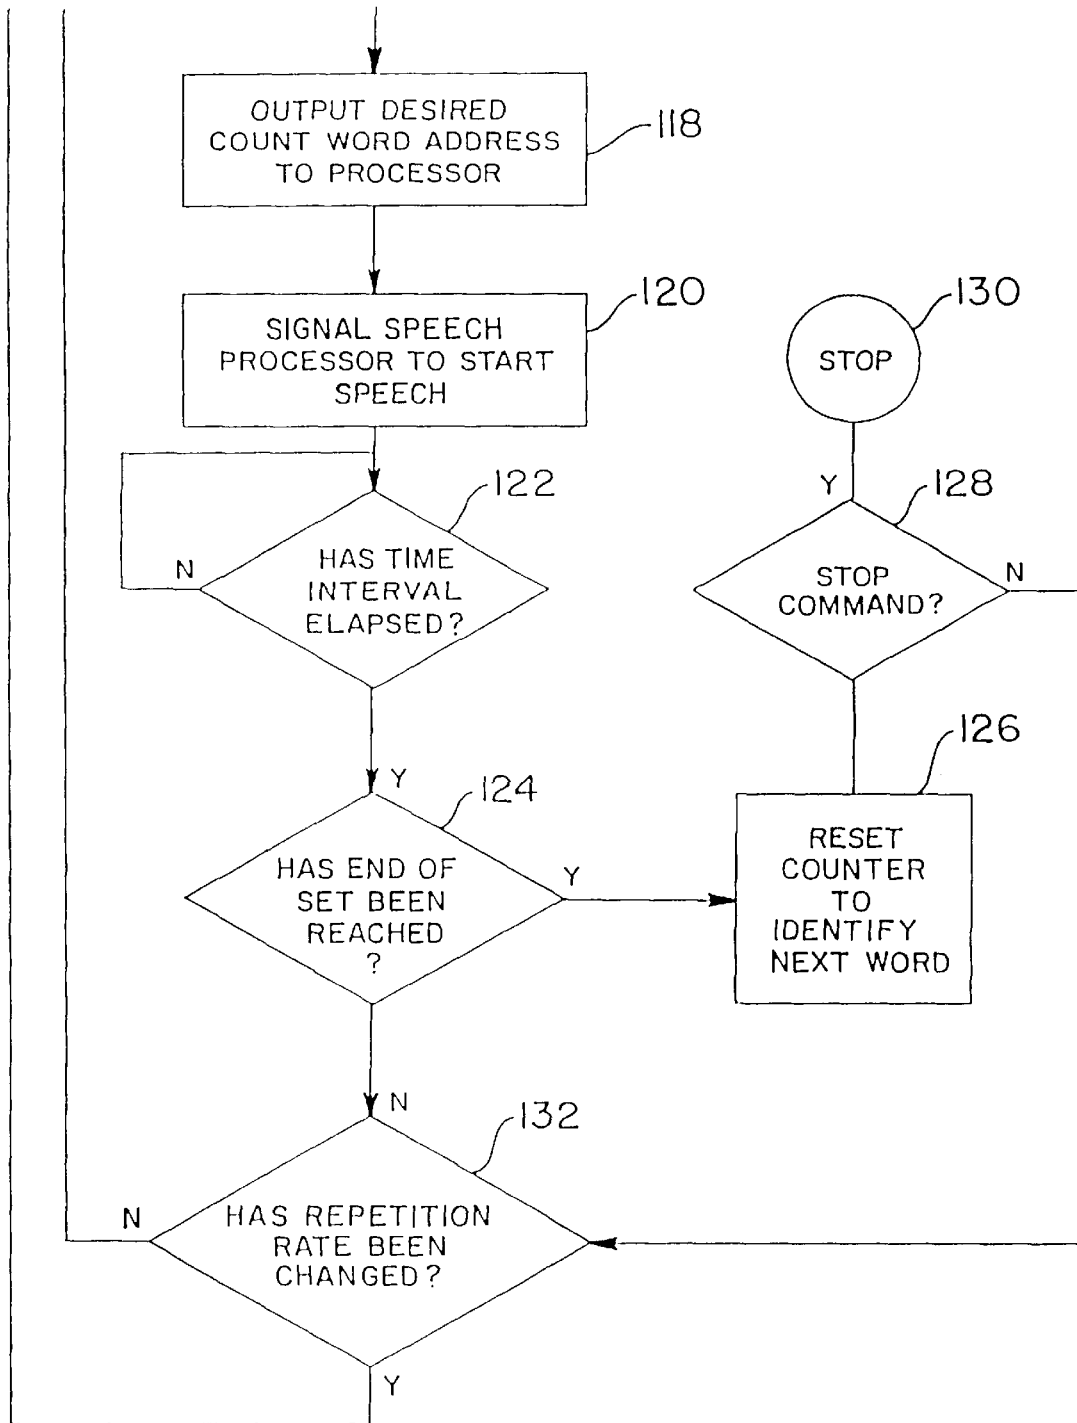 OUTPUT DESIRED
COUNT WORD ADDRESS
TO PROCESSOR
118
SIGNAL SPEECH
PROCESSOR TO START
SPEECH
120
130
STOP
Y
122
HAS TIME
INTERVAL
ELAPSED?
N
128
STOP
COMMAND?
N
Y
124
HAS END OF
SET BEEN
REACHED
?
Y
126
RESET
COUNTER
TO
IDENTIFY
NEXT WORD
N
132
HAS REPETITION
RATE BEEN
CHANGED?
N
Y